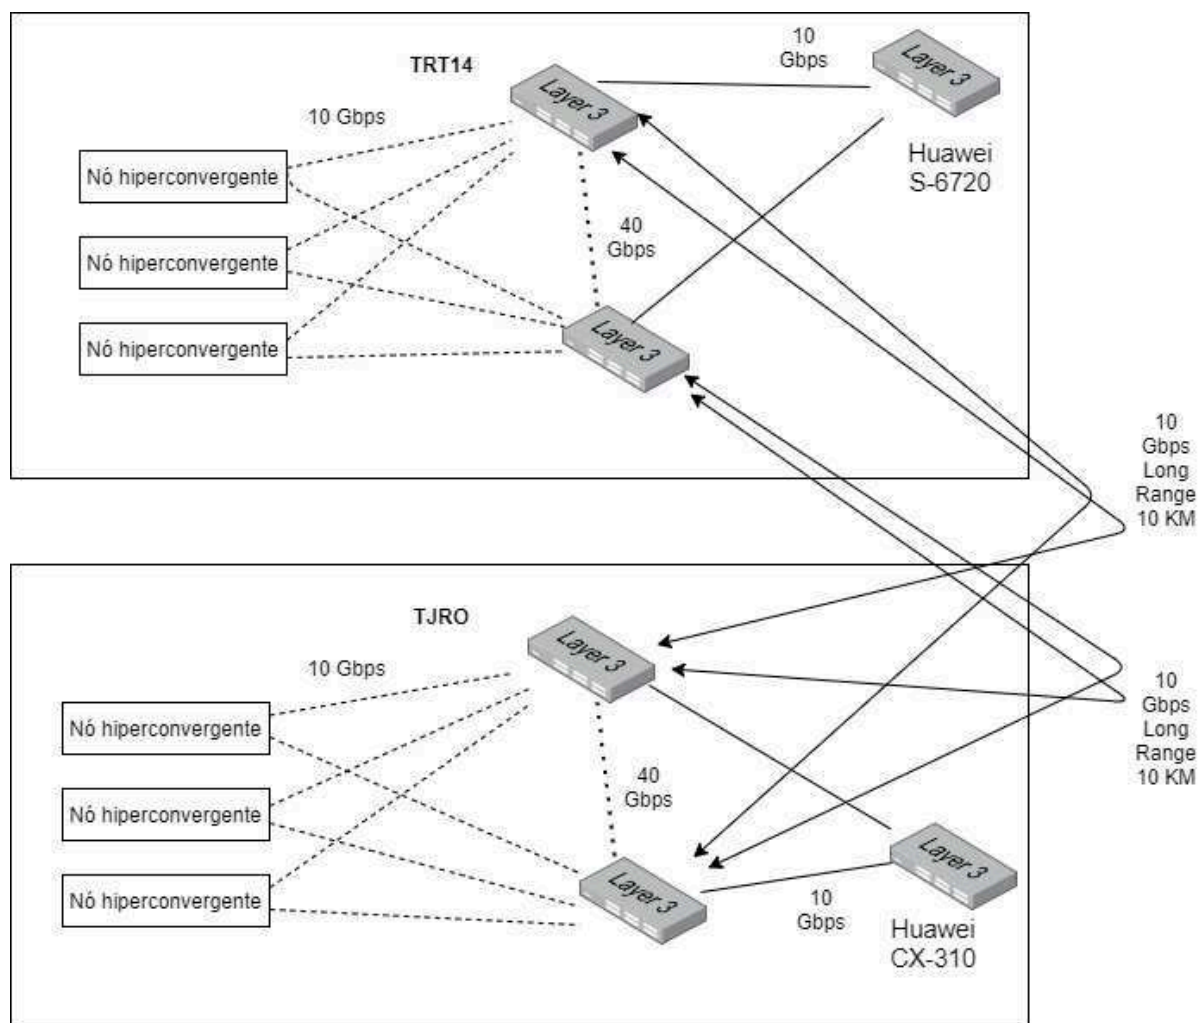 10
Gbps
TRT14
Layer 3
Layer 3
10 Gbps
Huawei
S-6720
Nó hiperconvergente
40
Gbps
Nó hiperconvergente
Layer 3
Nó hiperconvergente
10
Gbps
Long
Range
10 KM
TJRO
Layer 3
10 Gbps
10
Gbps
Long
Range
10 KM
Nó hiperconvergente
40
Gbps
Nó hiperconvergente
Layer 3
Layer 3
Nó hiperconvergente
10
Gbps
Huawei
CX-310